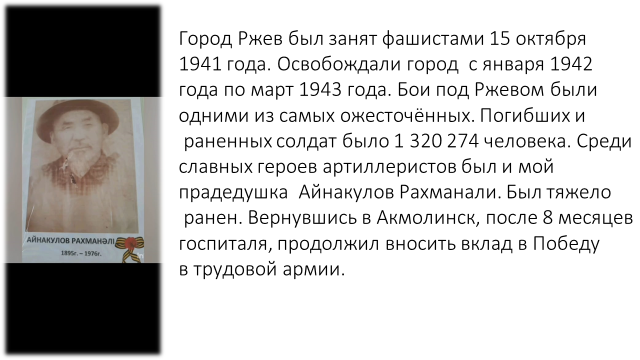 Город Ржев был занят фашистами 15 октября
1941 года. Освобождали город  с января 1942
года по март 1943 года. Бои под Ржевом были
одними из самых ожесточённых. Погибших и
раненных солдат было 1 320 274 человека. Среди
славных героев артиллеристов был и мой
прадедушка  Айнакулов Рахманали. Был тяжело
ранен. Вернувшись в Акмолинск, после 8 месяцев
госпиталя, продолжил вносить вклад в Победу
в трудовой армии.
АЙНАКУЛОВ РАХМАНӘЛІ
1895г. – 1976г.